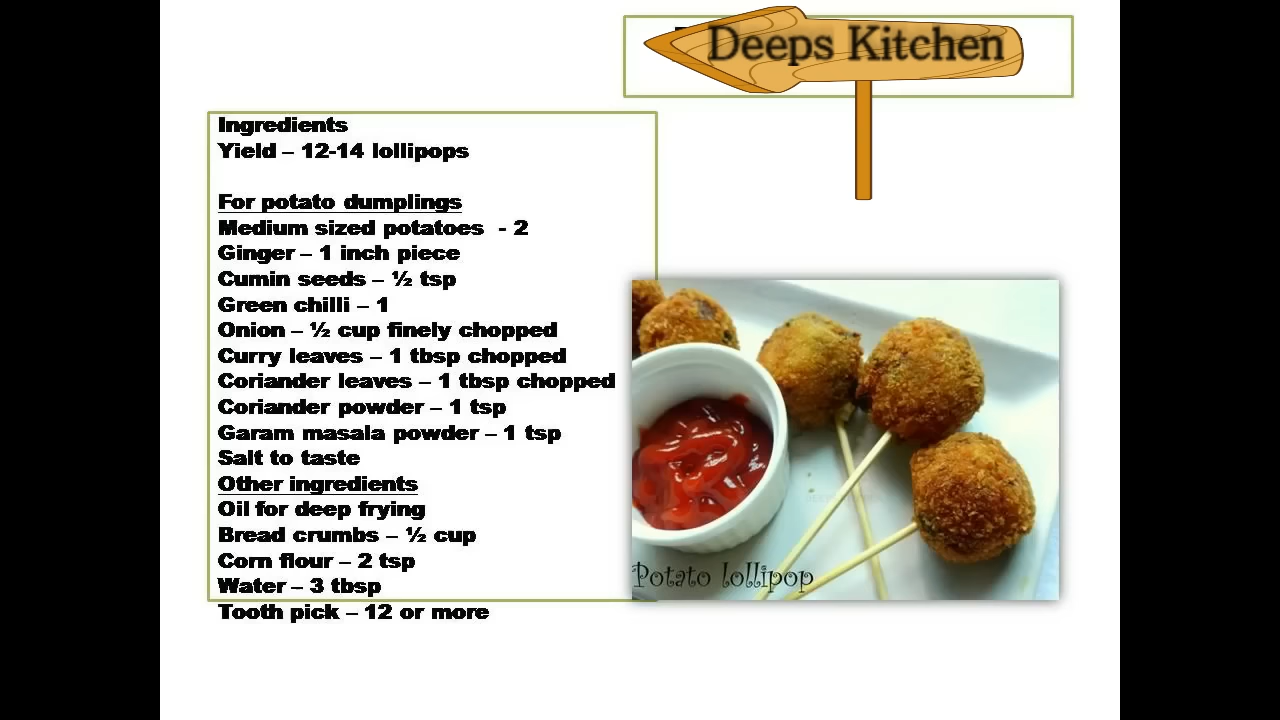 Deeps Kitchen
Ingredients
Yield – 12-14 lollipops
For potato dumplings
Medium sized potatoes - 2
Ginger – 1 inch piece
Cumin seeds – ½ tsp
Green chilli – 1
Onion – ½ cup finely chopped
Curry leaves – 1 tbsp chopped
Coriander leaves – 1 tbsp chopped
Coriander powder – 1 tsp
Garam masala powder – 1 tsp
Salt to taste
Other ingredients
Oil for deep frying
Bread crumbs – ½ cup
Corn flour – 2 tsp
Water – 3 tbsp
Tooth pick – 12 or more
Potato lollipop